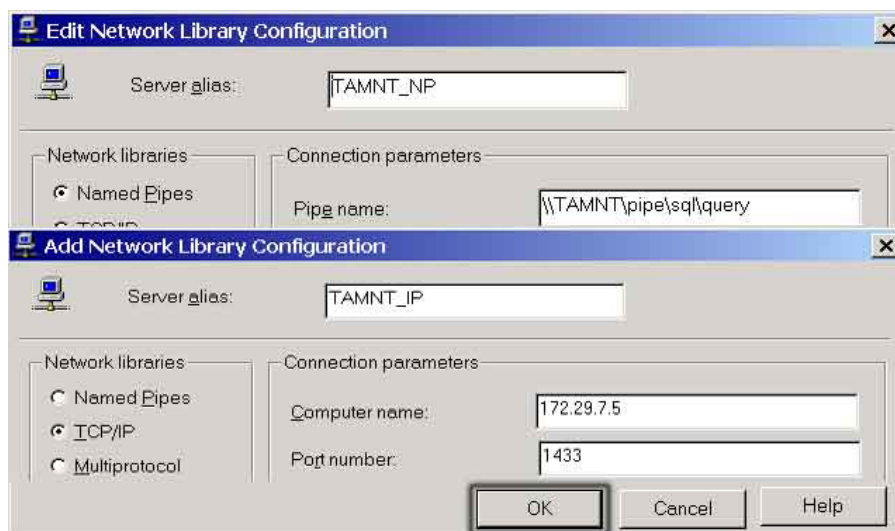 Edit Network Library Configuration
Server alias: TAMNT_NP
Network libraries Connection parameters
Named Pipes
Pipe name: \\TAMNT\pipe\sql\query
TCP/IP
Add Network Library Configuration
Server alias: TAMNT_IP
Network libraries Connection parameters
Named Pipes
Computer name: 172.29.7.5
TCP/IP
Port number: 1433
Multiprotocol
OK Cancel Help